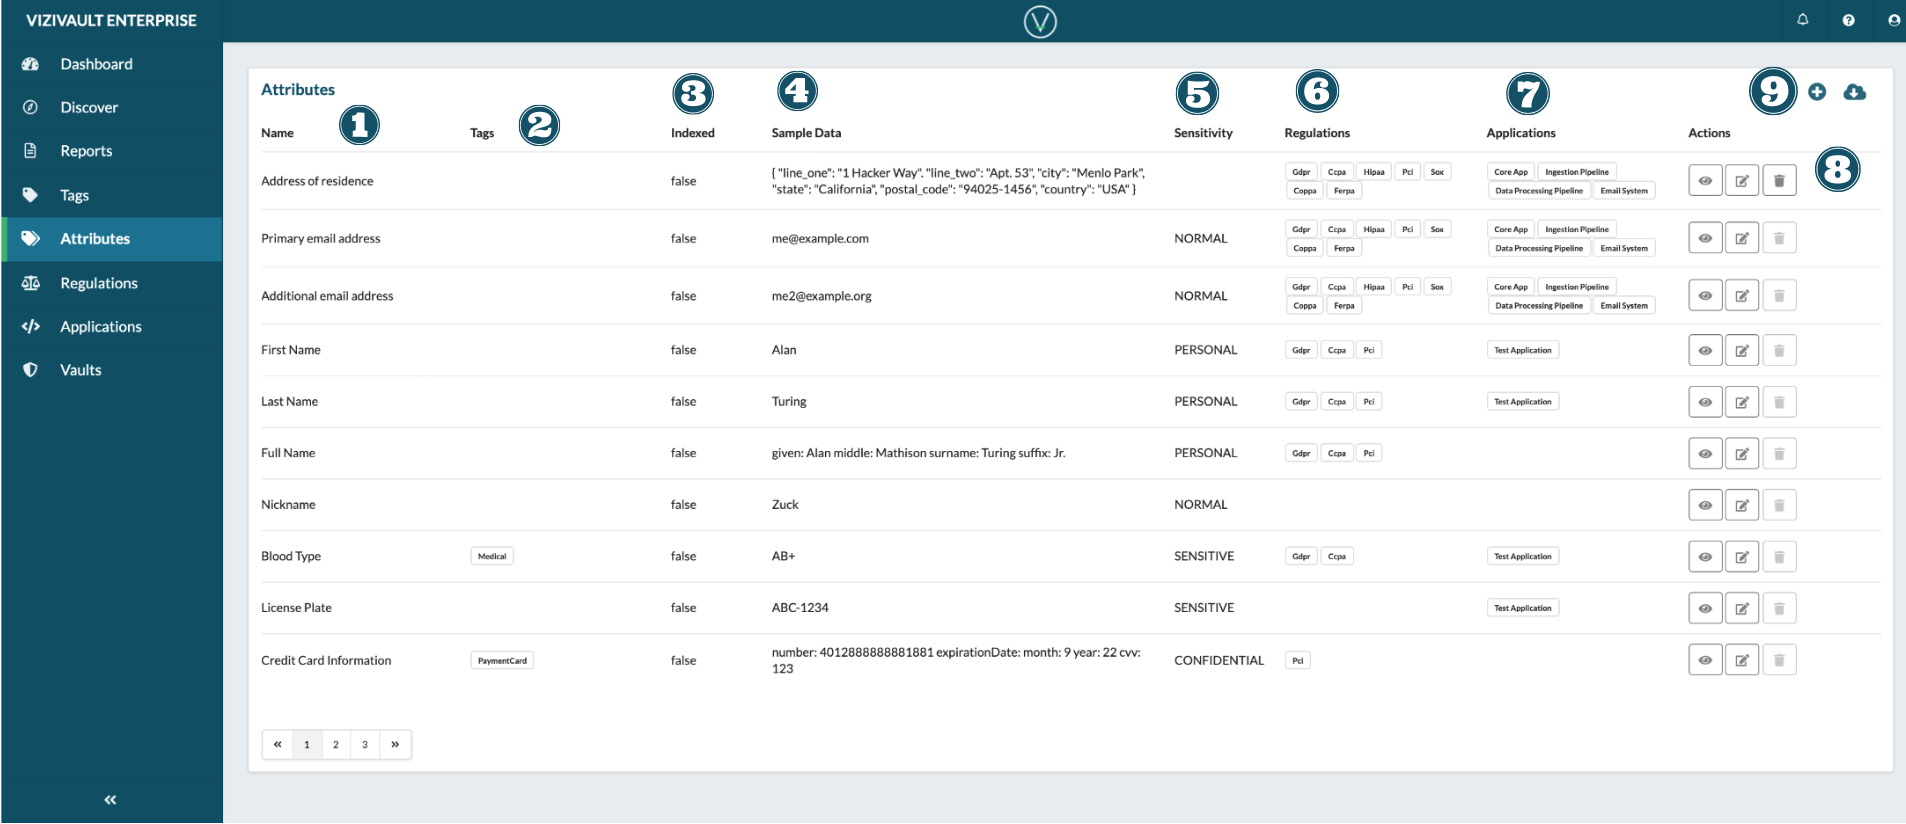 VIZIVAULT ENTERPRISE
V
Dashboard
Discover
Reports
Tags
Attributes
Regulations
Applications
Vaults
«
Attributes
1 2 3 4 5 6 7 9
Name Tags Indexed Sample Data Sensitivity Regulations Applications Actions
8
Address of residence false { "line_one": "1 Hacker Way". "line_two": "Apt. 53", "city": "Menlo Park", Gdpr Ccpa Hipaa Pci Sox Core App Ingestion Pipeline
"state": "California", "postal_code": "94025-1456", "country": "USA" } Coppa Ferpa Data Processing Pipeline Email System
Primary email address false me@example.com NORMAL Gdpr Ccpa Hipaa Pci Sox Core App Ingestion Pipeline
Coppa Ferpa Data Processing Pipeline Email System
Additional email address false me2@example.org NORMAL Gdpr Ccpa Hipaa Pci Sox Core App Ingestion Pipeline
Coppa Ferpa Data Processing Pipeline Email System
First Name false Alan PERSONAL Gdpr Ccpa Pci Test Application
Last Name false Turing PERSONAL Gdpr Ccpa Pci Test Application
Full Name false given: Alan middle: Mathison surname: Turing suffix: Jr. PERSONAL Gdpr Ccpa Pci
Nickname false Zuck NORMAL
Blood Type Medical false AB+ SENSITIVE Gdpr Ccpa Test Application
License Plate false ABC-1234 SENSITIVE Test Application
Credit Card Information PaymentCard false number: 4012888888881881 expirationDate: month: 9 year: 22 cvv: CONFIDENTIAL Pci
123
« 1 2 3 »